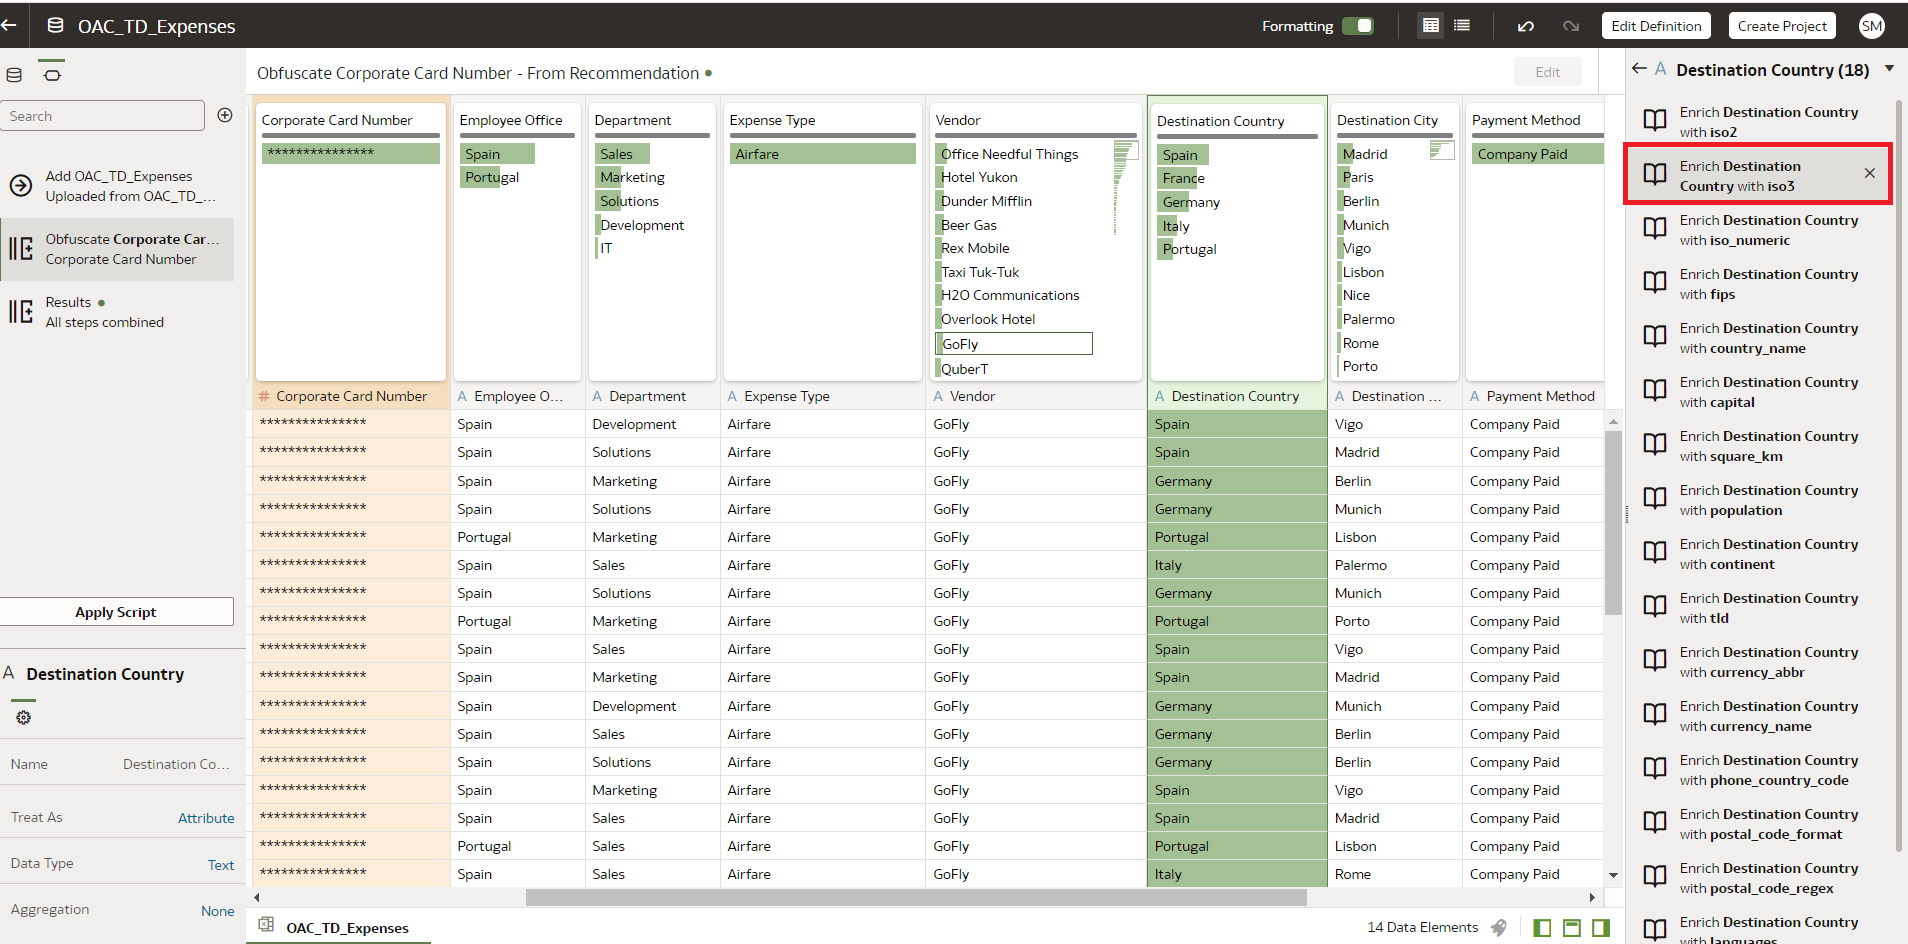 OAC_TD_Expenses
Formatting
Edit Definition
Create Project
SM
Search
Add OAC_TD_Expenses
Uploaded from OAC_TD_...
Obfuscate Corporate Car...
Corporate Card Number
Results
All steps combined
Apply Script
A Destination Country
Name Destination Co...
Treat As Attribute
Data Type Text
Aggregation None
Obfuscate Corporate Card Number - From Recommendation
Edit
Corporate Card Number
***************
Employee Office
Spain
Portugal
Department
Sales
Marketing
Solutions
Development
IT
Expense Type
Airfare
Vendor
Office Needful Things
Hotel Yukon
Dunder Mifflin
Beer Gas
Rex Mobile
Taxi Tuk-Tuk
H2O Communications
Overlook Hotel
GoFly
QuberT
Destination Country
Spain
France
Germany
Italy
Portugal
Destination City
Madrid
Paris
Berlin
Munich
Vigo
Lisbon
Nice
Palermo
Rome
Porto
Payment Method
Company Paid
# Corporate Card Number A Employee O... A Department A Expense Type A Vendor A Destination Country A Destination ... A Payment Method
*************** Spain Development Airfare GoFly Spain Vigo Company Paid
*************** Spain Solutions Airfare GoFly Spain Madrid Company Paid
*************** Spain Marketing Airfare GoFly Germany Berlin Company Paid
*************** Spain Solutions Airfare GoFly Germany Munich Company Paid
*************** Portugal Marketing Airfare GoFly Portugal Lisbon Company Paid
*************** Spain Sales Airfare GoFly Italy Palermo Company Paid
*************** Spain Solutions Airfare GoFly Germany Munich Company Paid
*************** Portugal Marketing Airfare GoFly Portugal Porto Company Paid
*************** Spain Sales Airfare GoFly Spain Vigo Company Paid
*************** Spain Marketing Airfare GoFly Spain Madrid Company Paid
*************** Spain Development Airfare GoFly Germany Munich Company Paid
*************** Spain Sales Airfare GoFly Germany Berlin Company Paid
*************** Spain Solutions Airfare GoFly Germany Berlin Company Paid
*************** Spain Marketing Airfare GoFly Spain Vigo Company Paid
*************** Spain Sales Airfare GoFly Spain Madrid Company Paid
*************** Portugal Sales Airfare GoFly Portugal Lisbon Company Paid
*************** Spain Sales Airfare GoFly Italy Rome Company Paid
OAC_TD_Expenses
14 Data Elements
A Destination Country (18)
Enrich Destination Country
with iso2
Enrich Destination
Country with iso3
Enrich Destination Country
with iso_numeric
Enrich Destination Country
with fips
Enrich Destination Country
with country_name
Enrich Destination Country
with capital
Enrich Destination Country
with square_km
Enrich Destination Country
with population
Enrich Destination Country
with continent
Enrich Destination Country
with tld
Enrich Destination Country
with currency_abbr
Enrich Destination Country
with currency_name
Enrich Destination Country
with phone_country_code
Enrich Destination Country
with postal_code_format
Enrich Destination Country
with postal_code_regex
Enrich Destination Country
with languages